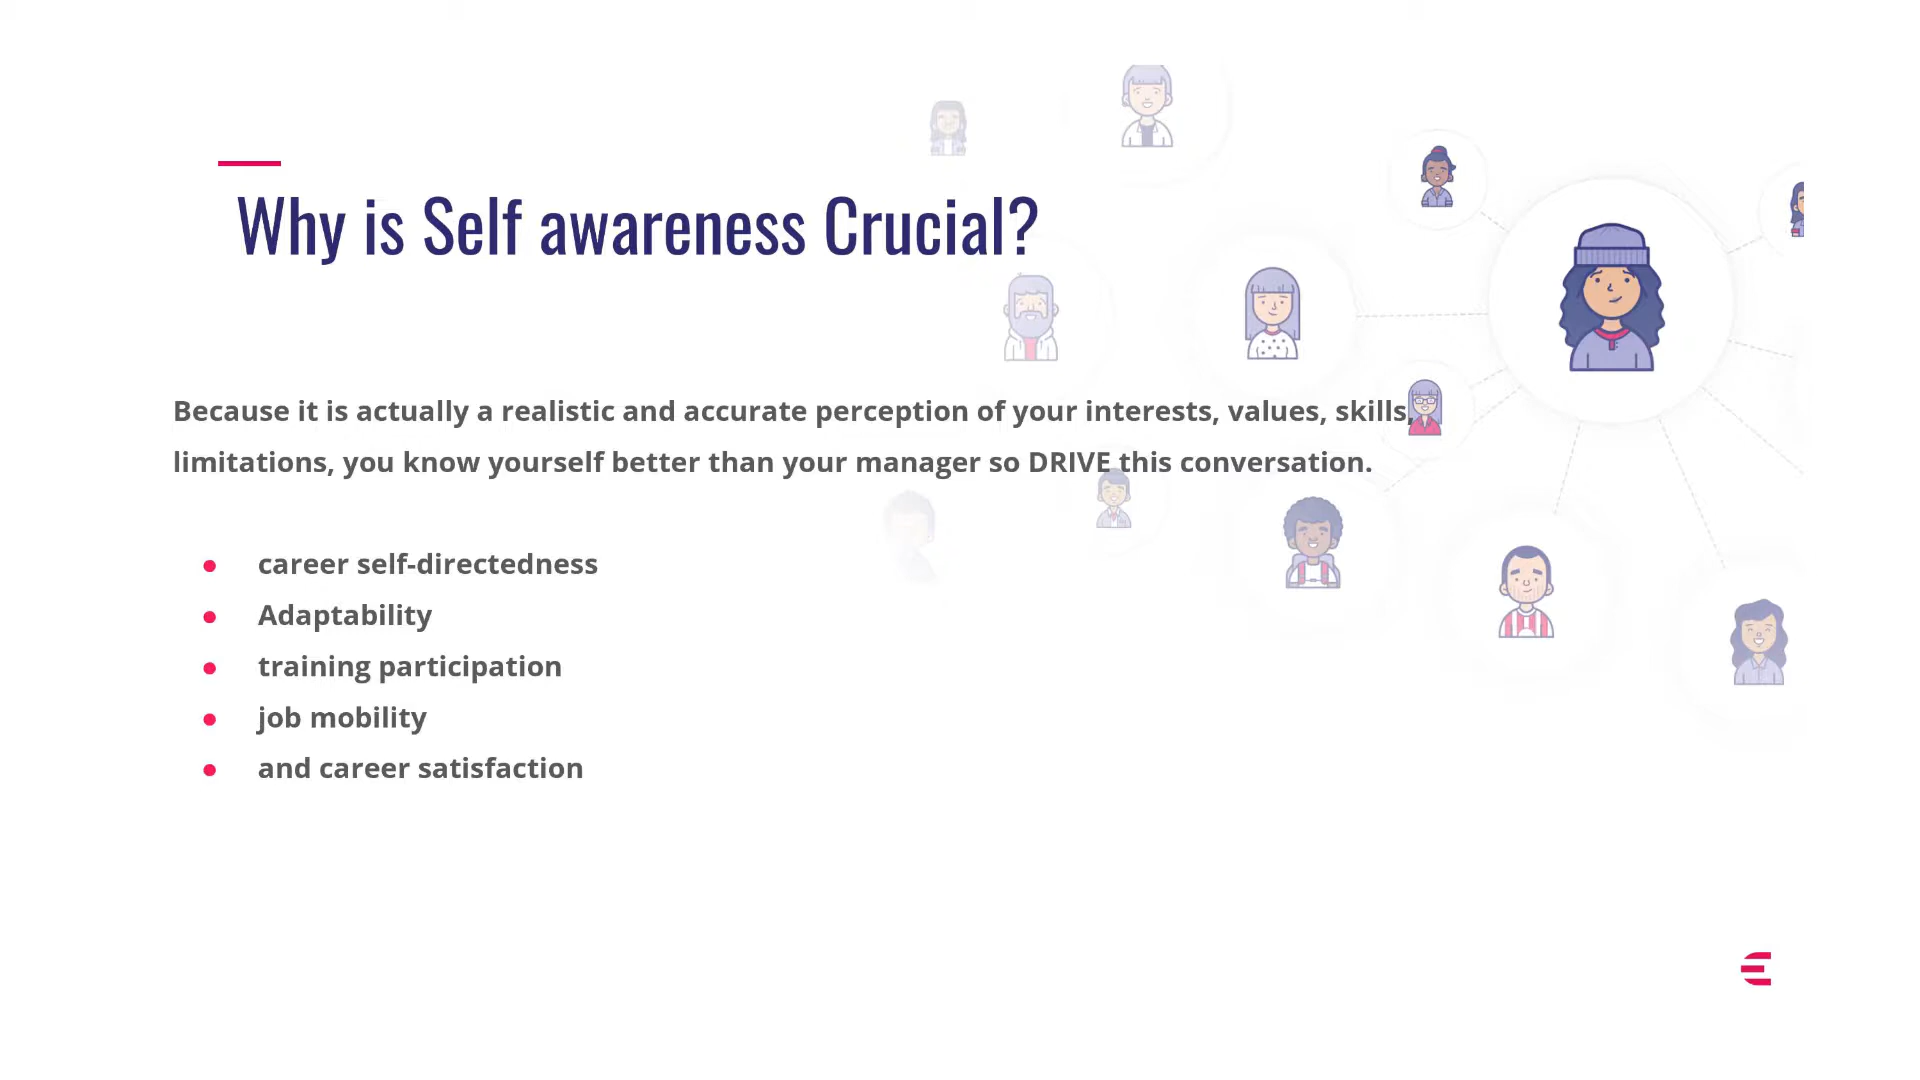 Why is Self awareness Crucial?
Because it is actually a realistic and accurate perception of your interests, values, skills,
limitations, you know yourself better than your manager so DRIVE this conversation.
● career self-directedness
● Adaptability
● training participation
● job mobility
● and career satisfaction